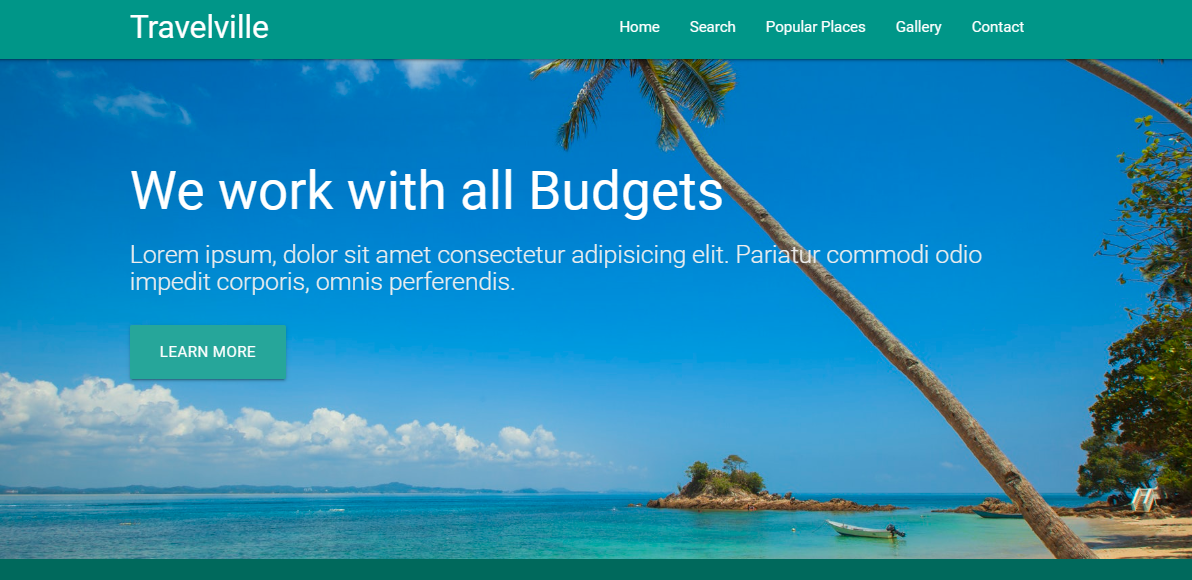 Travelville
Home Search Popular Places Gallery Contact
We work with all Budgets
Lorem ipsum, dolor sit amet consectetur adipisicing elit. Pariatur commodi odio
impedit corporis, omnis perferendis.
LEARN MORE